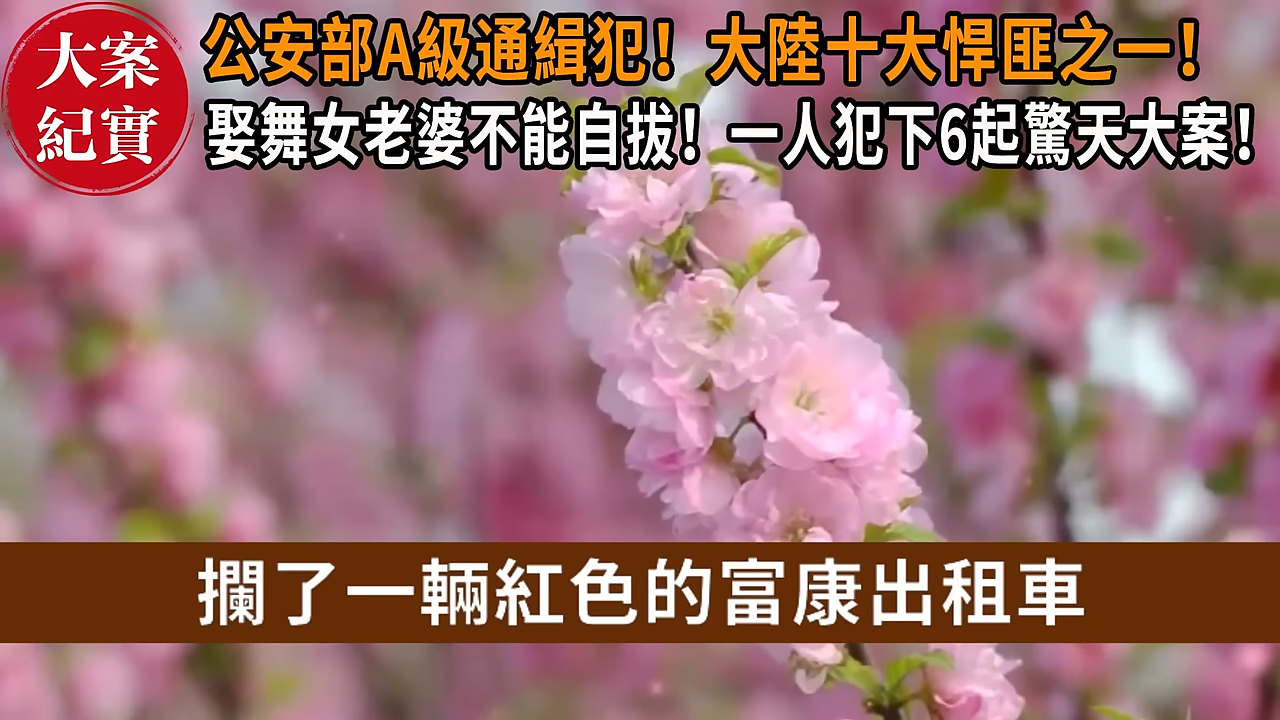 大案
紀實
公安部A級通緝犯！大陸十大悍匪之一！
娶舞女老婆不能自拔！一人犯下6起驚天大案！
攔了一輛紅色的富康出租車